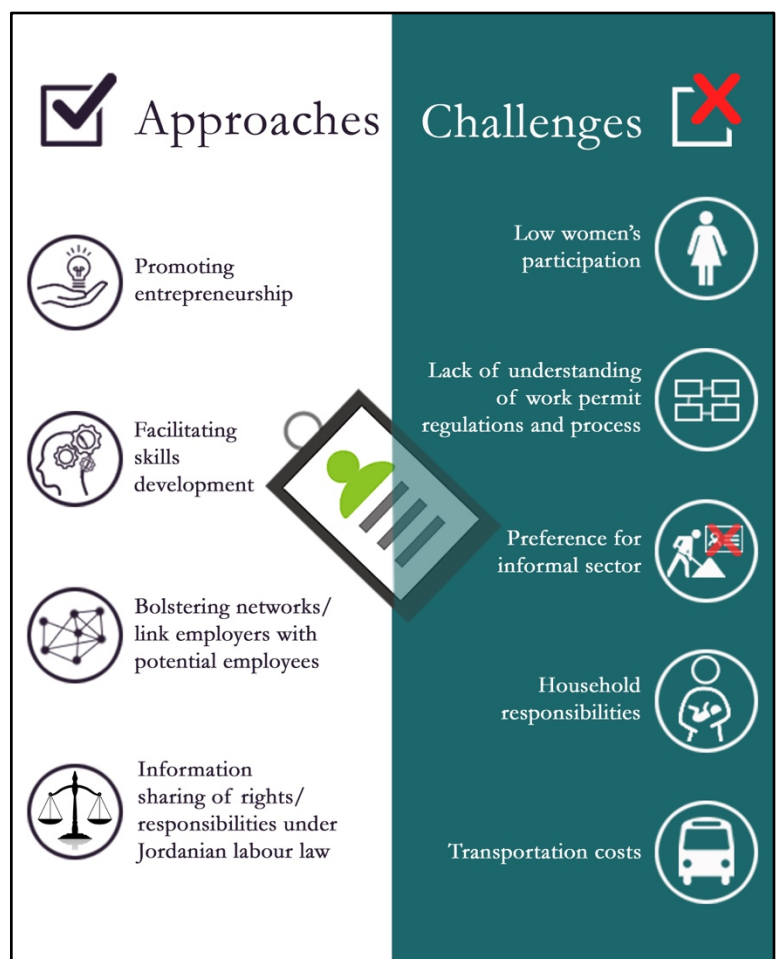 Approaches
Promoting
entrepreneurship
Facilitating
skills
development
Bolstering networks/
link employers with
potential employees
Information
sharing of rights/
responsibilities under
Jordanian labour law
Challenges
Low women's
participation
Lack of understanding
of work permit
regulations and process
Preference for
informal sector
Household
responsibilities
Transportation costs